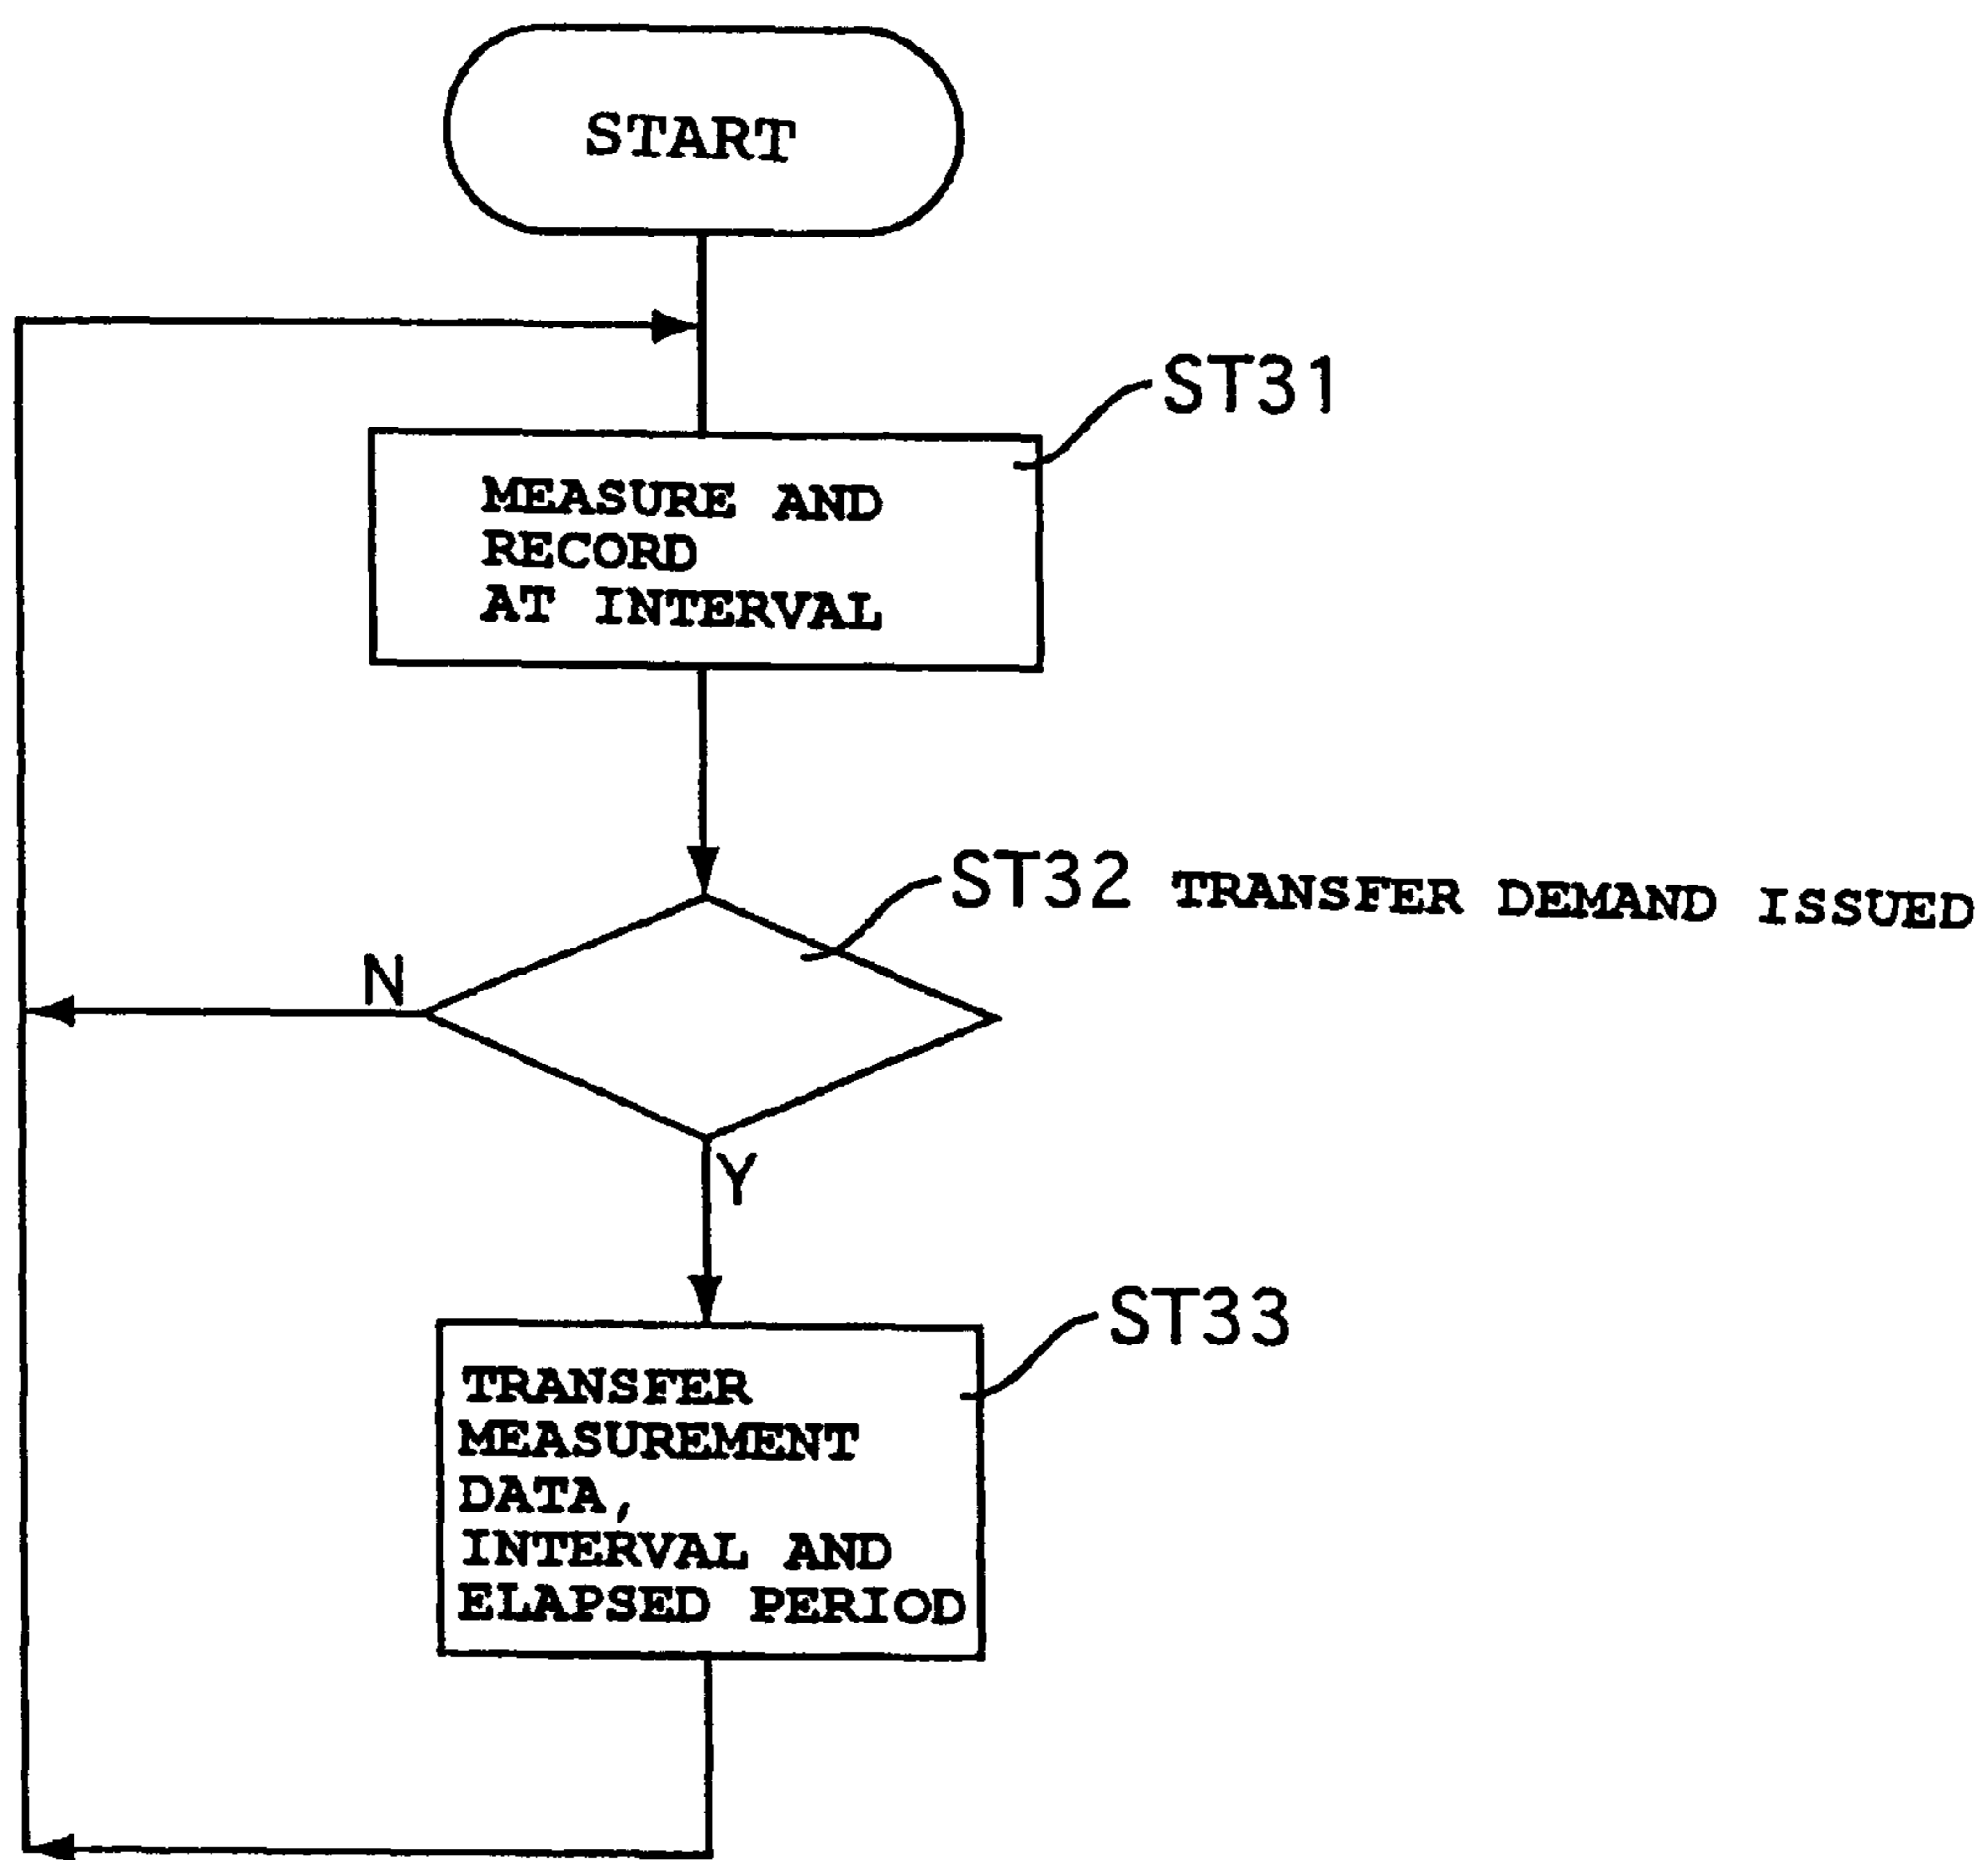 START
ST31
MEASURE AND
RECORD
AT INTERVAL
ST32 TRANSFER DEMAND ISSUED
N
Y
ST33
TRANSFER
MEASUREMENT
DATA,
INTERVAL AND
ELAPSED PERIOD